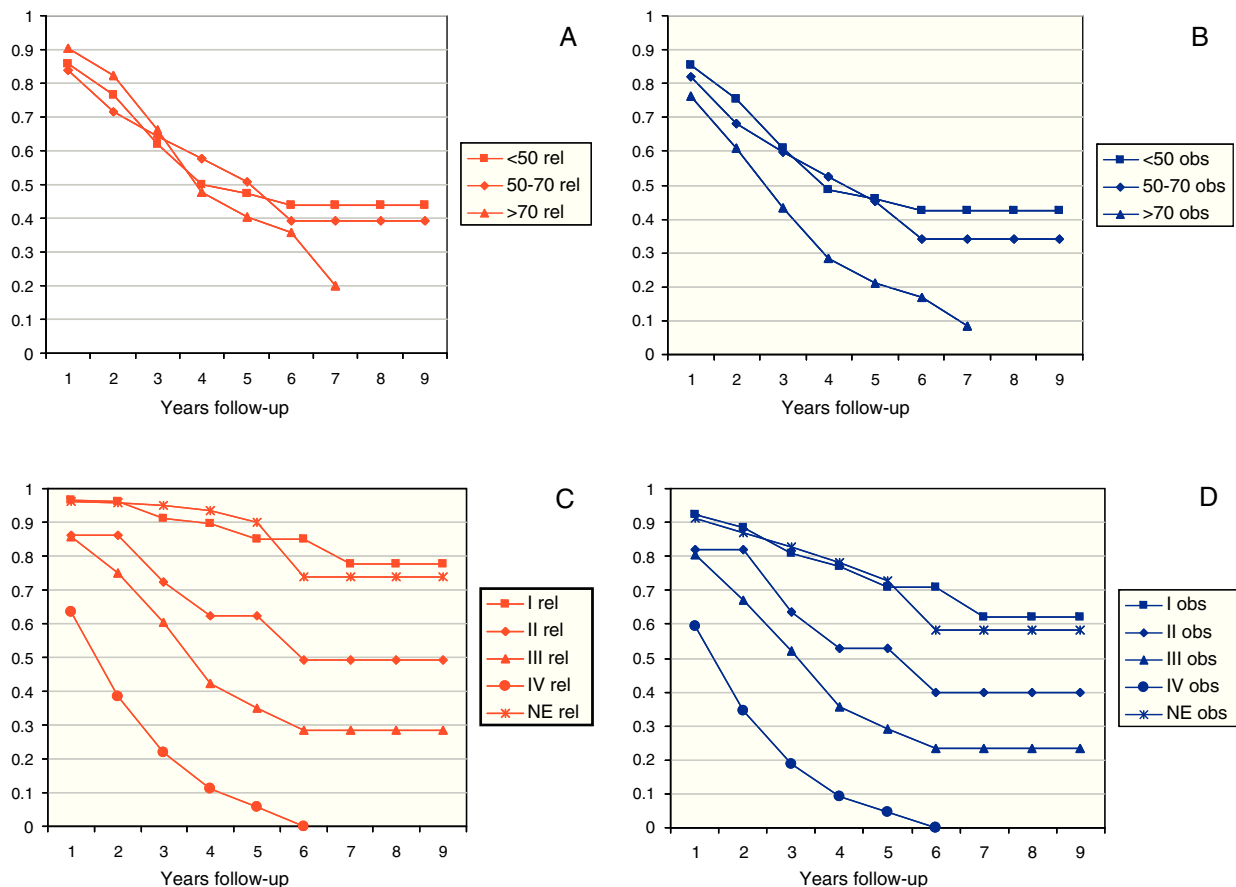 A
1
0.9
0.8
0.7
0.6
0.5
0.4
0.3
0.2
0.1
0
1 2 3 4 5 6 7 8 9
Years follow-up
<50 rel
50-70 rel
>70 rel
B
1
0.9
0.8
0.7
0.6
0.5
0.4
0.3
0.2
0.1
0
1 2 3 4 5 6 7 8 9
Years follow-up
<50 obs
50-70 obs
>70 obs
C
1
0.9
0.8
0.7
0.6
0.5
0.4
0.3
0.2
0.1
0
1 2 3 4 5 6 7 8 9
Years follow-up
I rel
II rel
III rel
IV rel
NE rel
D
1
0.9
0.8
0.7
0.6
0.5
0.4
0.3
0.2
0.1
0
1 2 3 4 5 6 7 8 9
Years follow-up
I obs
II obs
III obs
IV obs
NE obs